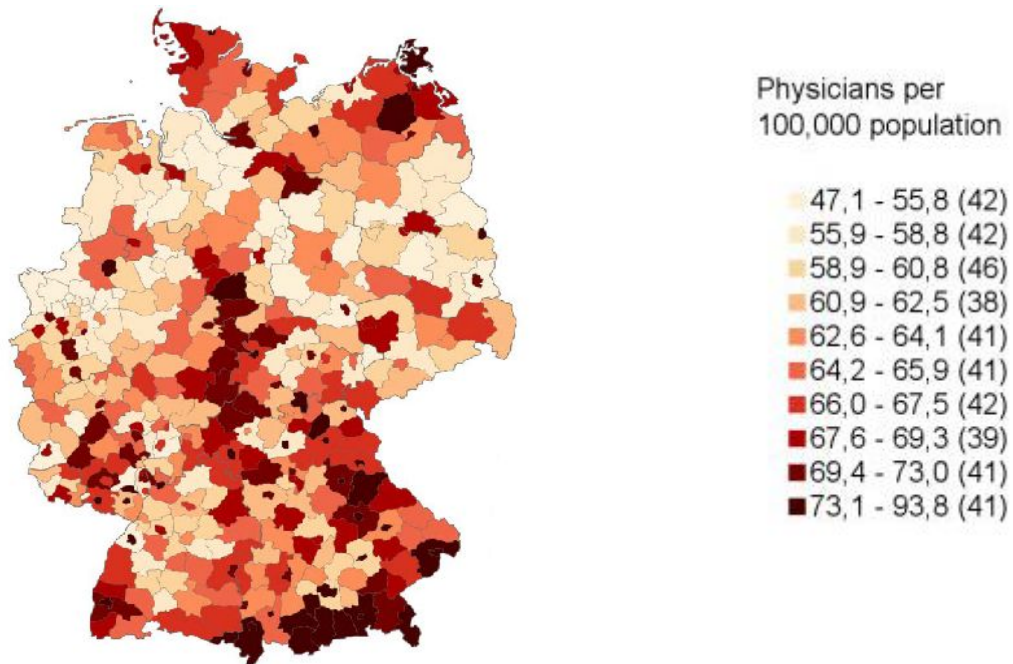 Physicians per
100,000 population
47,1 - 55,8 (42)
55,9 - 58,8 (42)
58,9 - 60,8 (46)
60,9 - 62,5 (38)
62,6 - 64,1 (41)
64,2 - 65,9 (41)
66,0 - 67,5 (42)
67,6 - 69,3 (39)
69,4 - 73,0 (41)
73,1 - 93,8 (41)